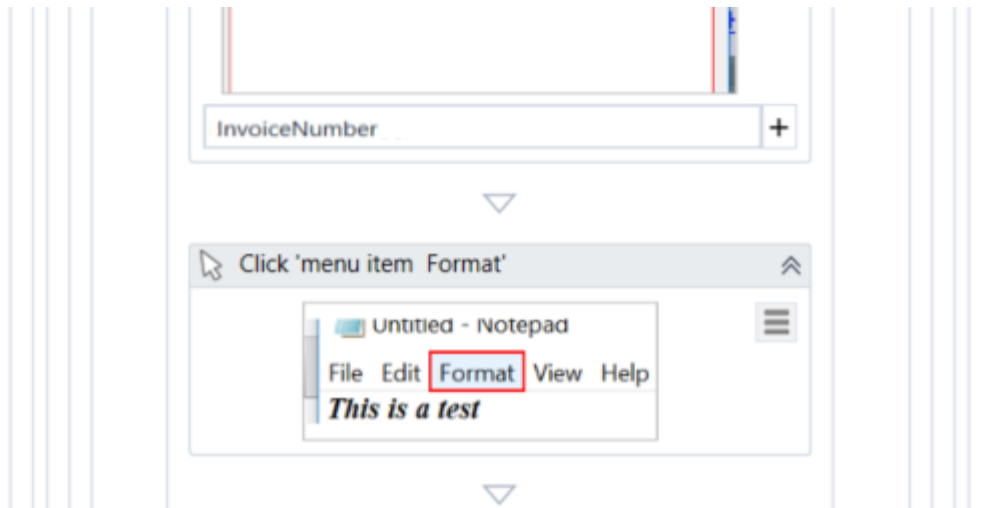 InvoiceNumber
+
Click 'menu item  Format'
Untitled - Notepad
File Edit Format View Help
This is a test